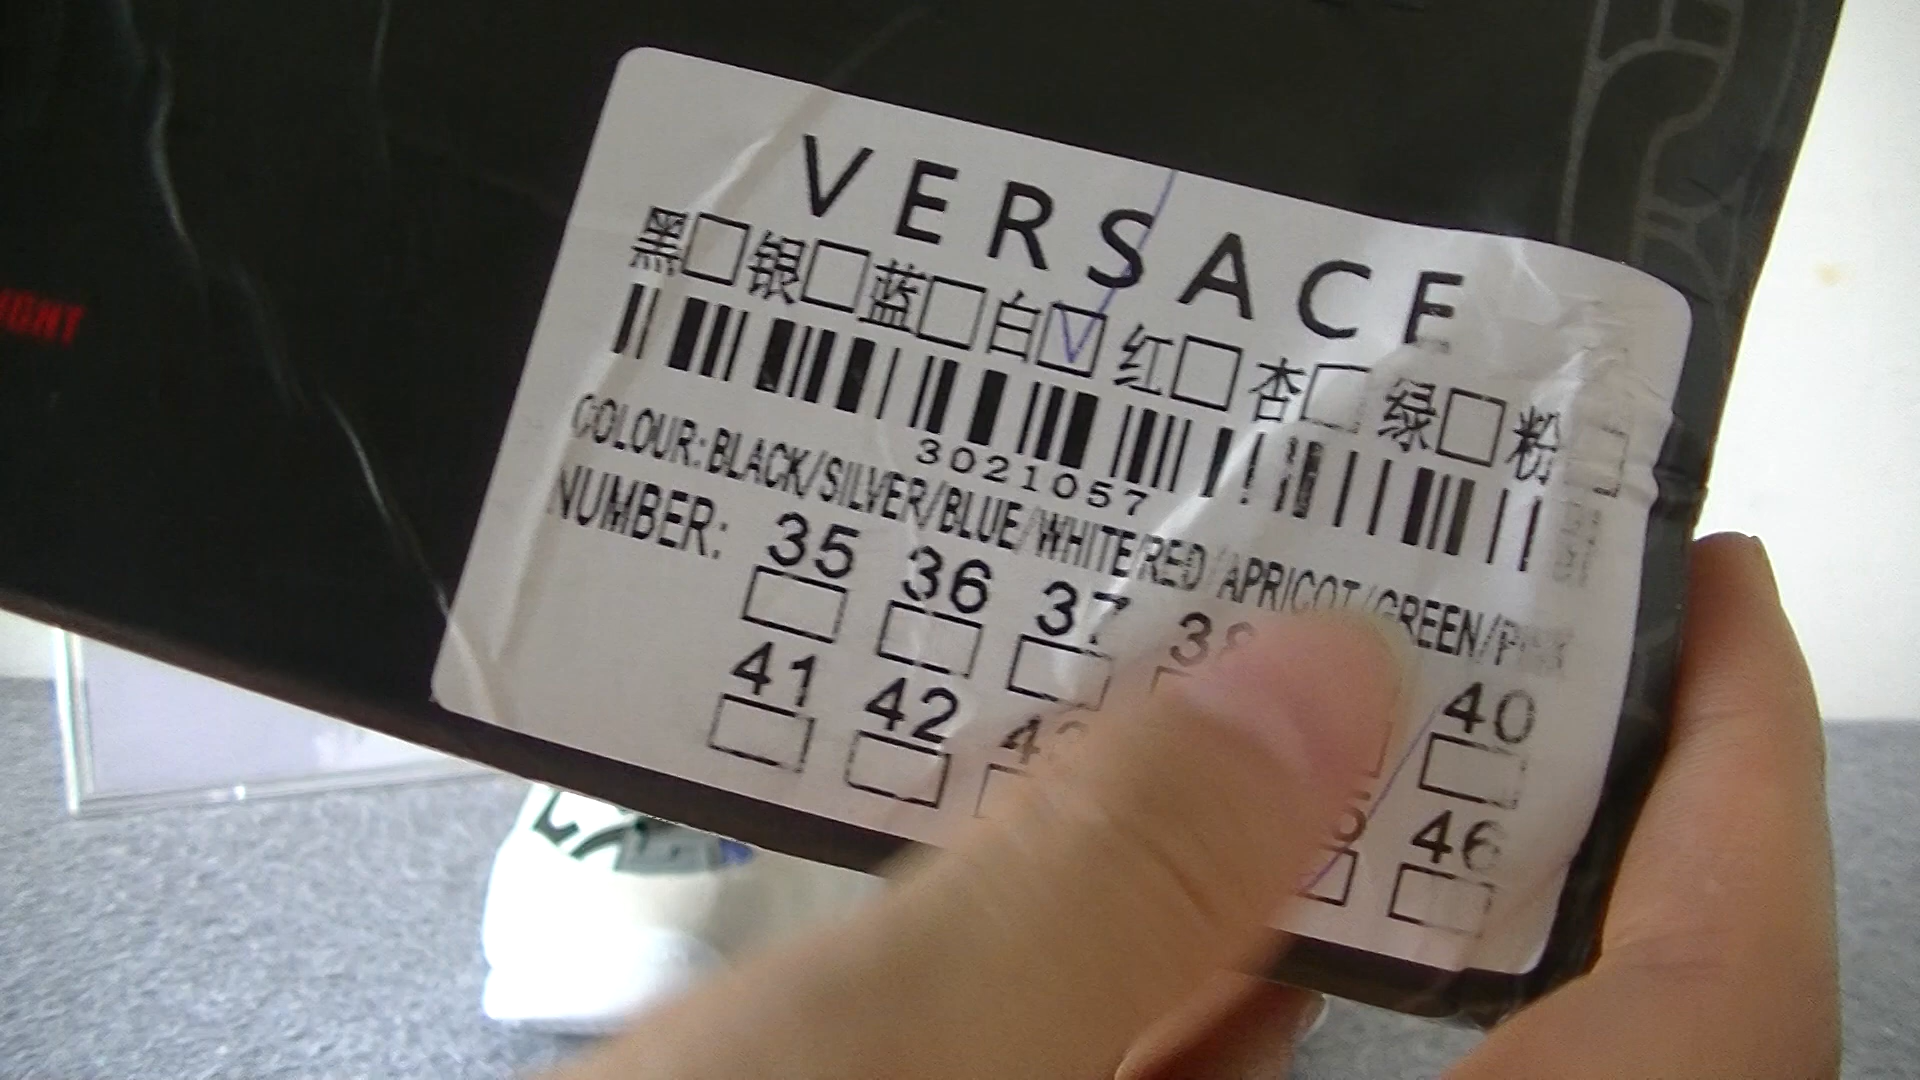 VERSACE
黑□银□蓝□白☑红□杏□绿□粉□
3021057
COLOUR:BLACK/SILVER/BLUE/WHITE/RED/APRICOT/GREEN/
NUMBER: 35 36 37 38 40
41 42 46